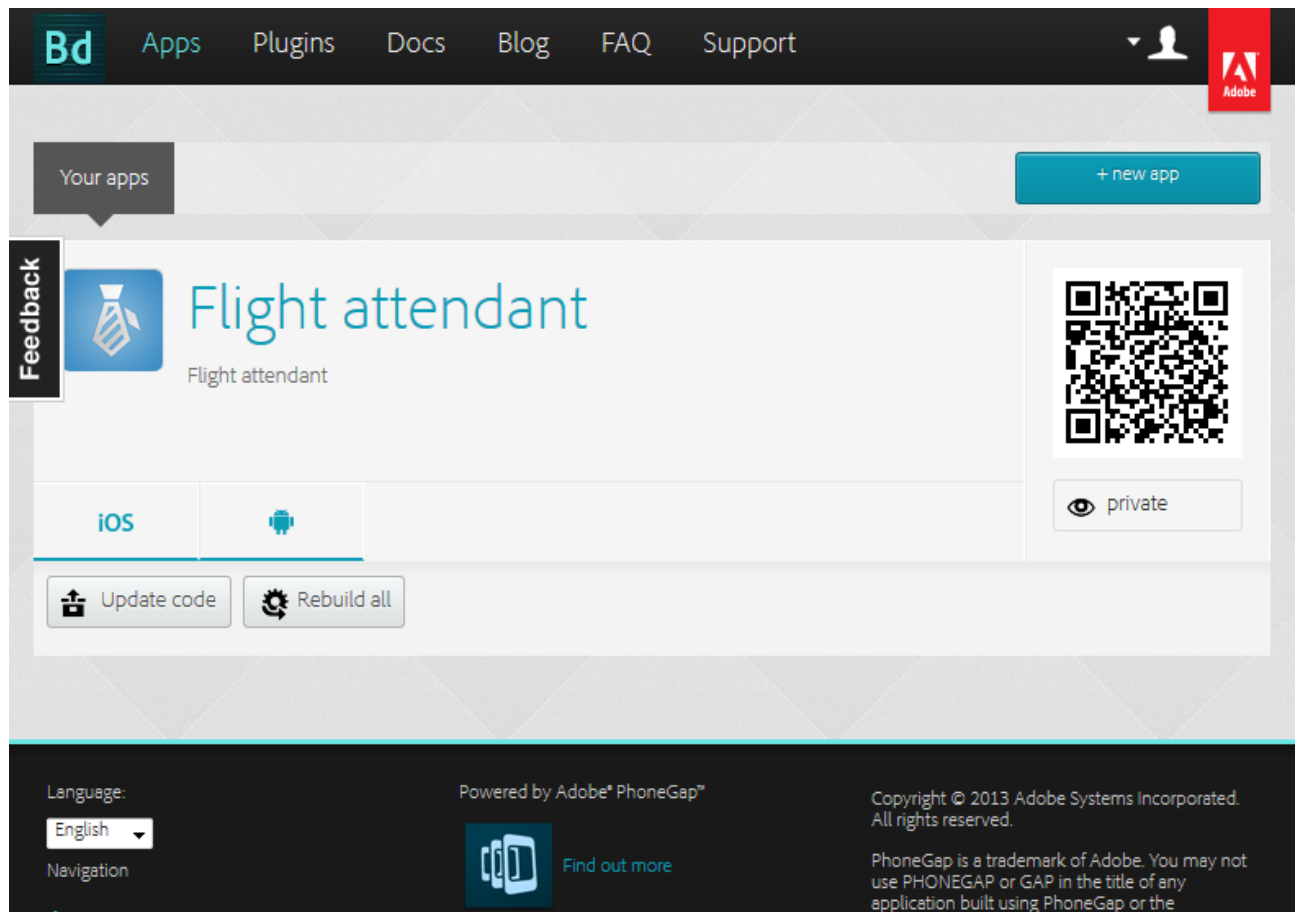 Bd Apps Plugins Docs Blog FAQ Support
Adobe
Your apps
+ new app
Feedback
Flight attendant
Flight attendant
private
iOS
Update code
Rebuild all
Language:
English
Navigation
Powered by Adobe® PhoneGap™
Find out more
Copyright © 2013 Adobe Systems Incorporated.
All rights reserved.
PhoneGap is a trademark of Adobe. You may not
use PHONEGAP or GAP in the title of any
application built using PhoneGap or the